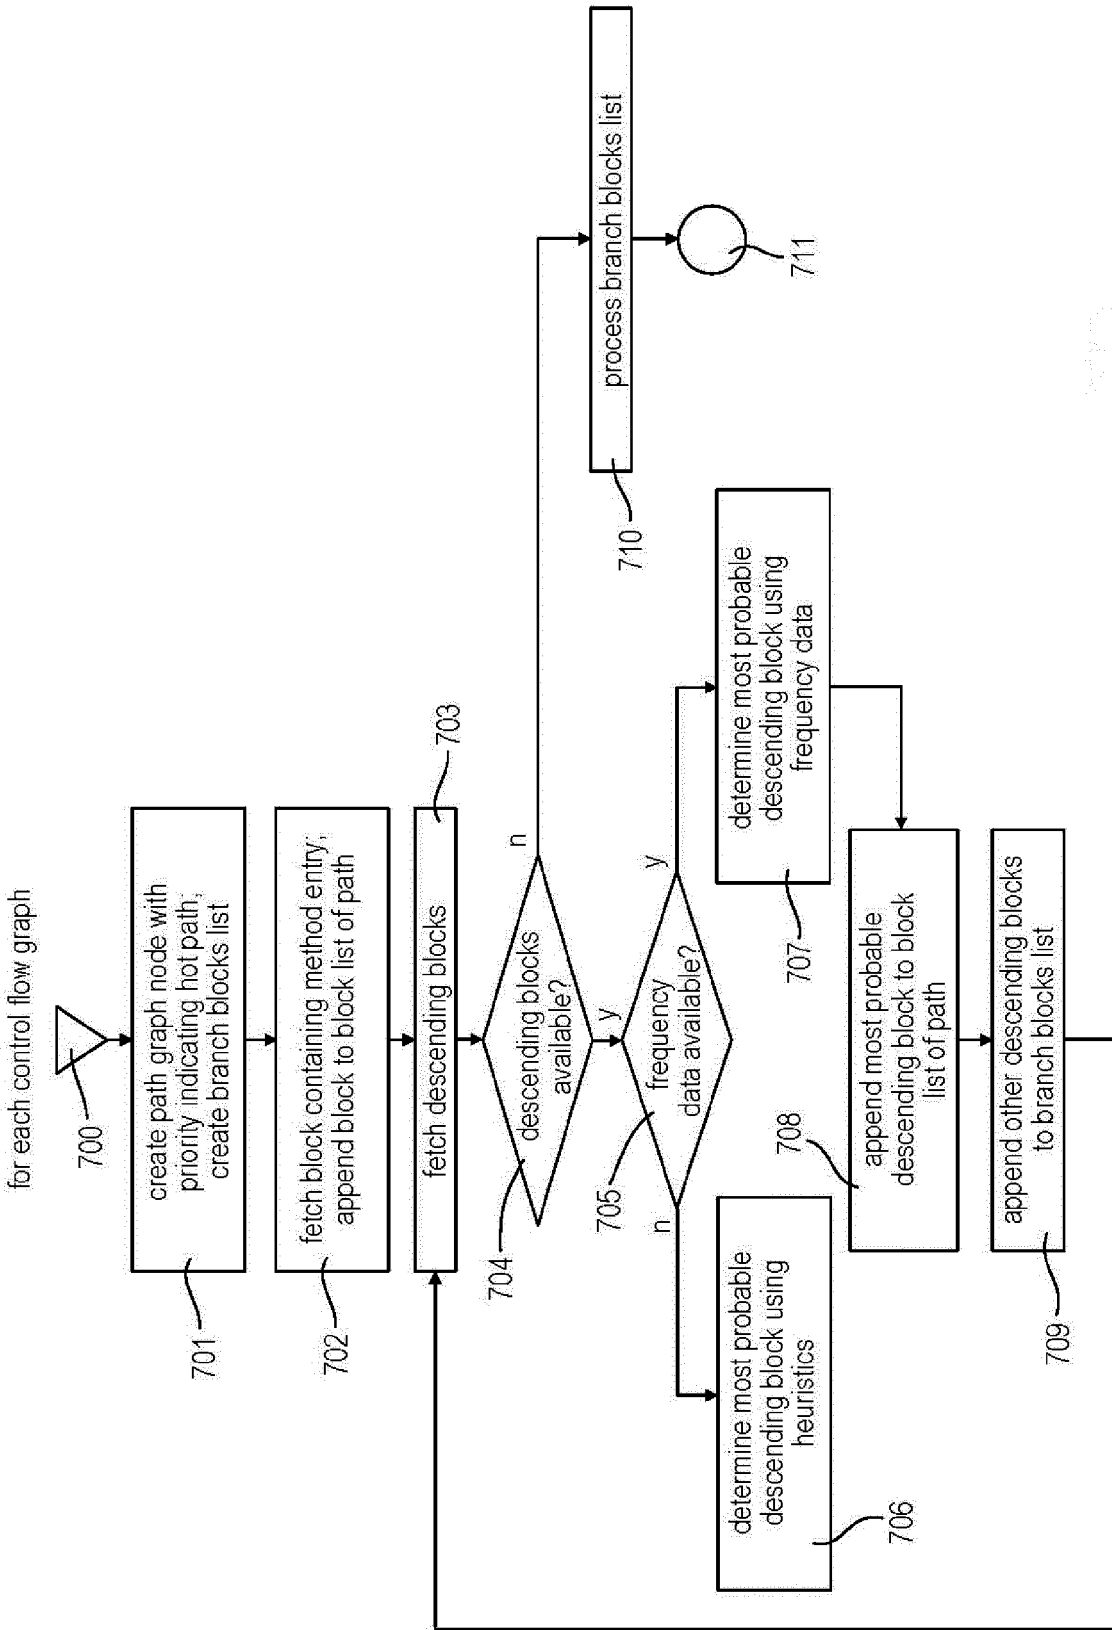 for each control flow graph
700
create path graph node with
priority indicating hot path;
create branch blocks list
701
fetch block containing method entry;
append block to block list of path
702
fetch descending blocks
703
descending blocks
available?
704
n
y
frequency
data available?
705
n
y
determine most probable
descending block using
heuristics
706
determine most probable
descending block using
frequency data
707
append most probable
descending block to block
list of path
708
append other descending blocks
to branch blocks list
709
process branch blocks list
710
711